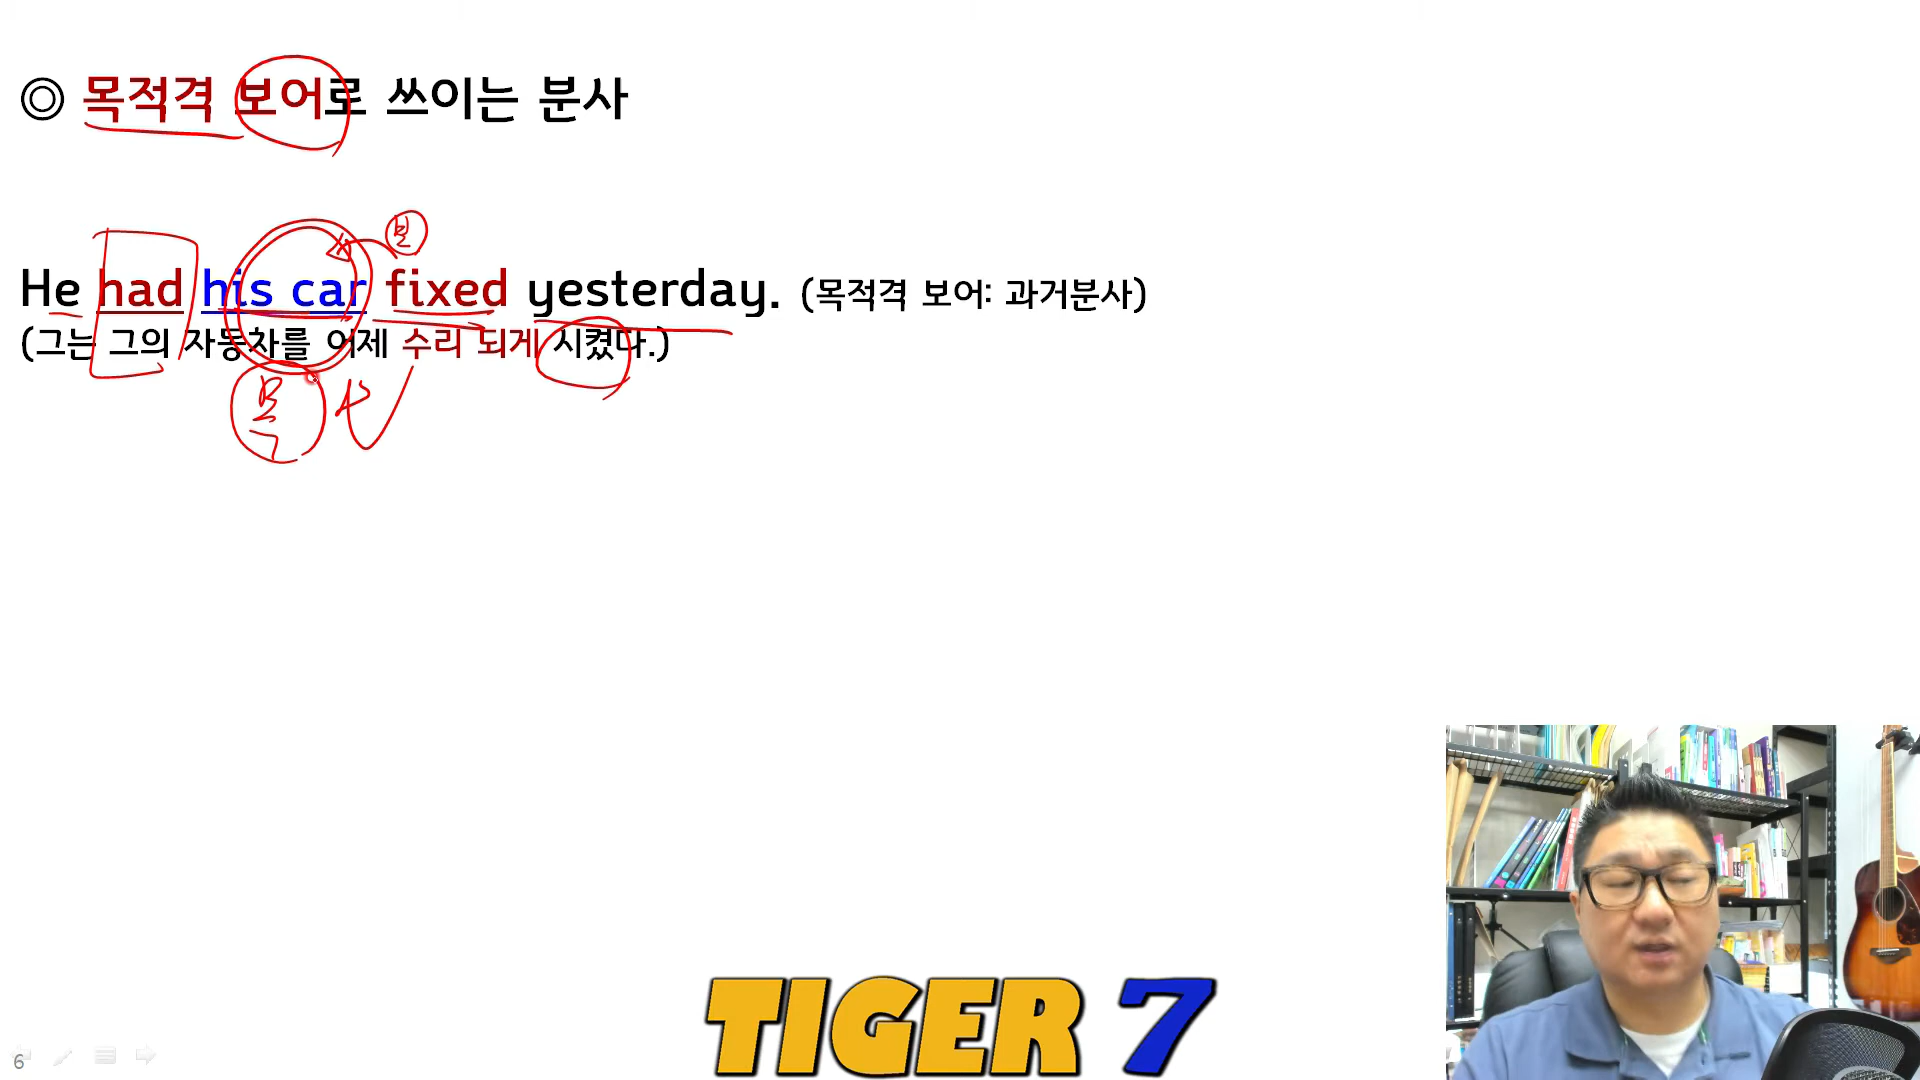 ◎ 목적격 보어로 쓰이는 분사
He had his car fixed yesterday. (목적격 보어: 과거분사)
(그는 그의 자동차를 어제 수리 되게 시켰다.)
목
TIGER 7
6